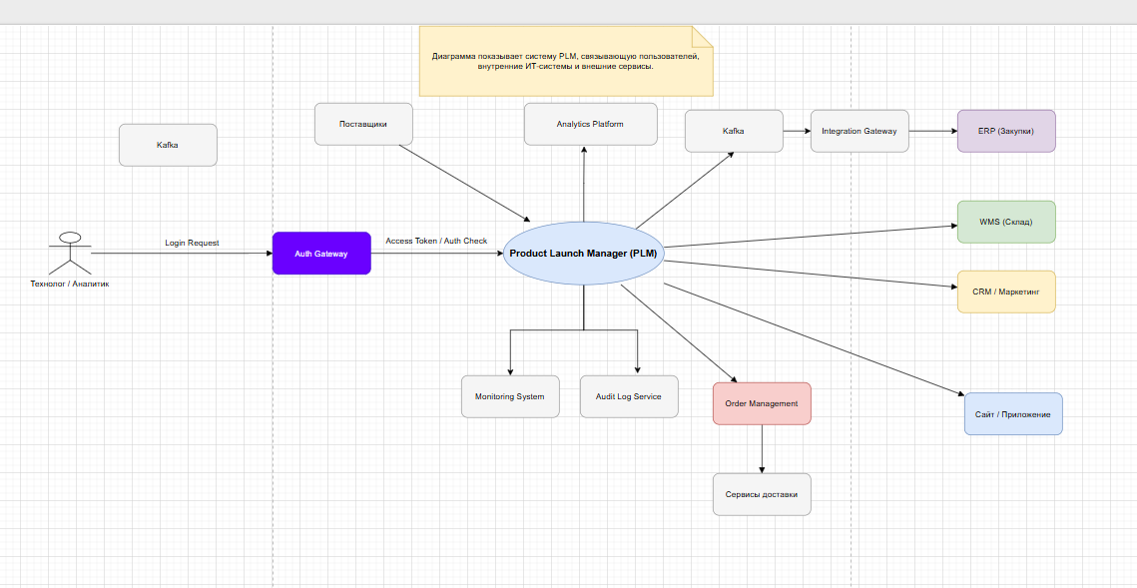 Диаграмма показывает систему PLM, связывающую пользователей,
внутренние ИТ-системы и внешние сервисы.
Kafka
Поставщики
Analytics Platform
Kafka
Integration Gateway
ERP (Закупки)
WMS (Склад)
Login Request
Access Token / Auth Check
Auth Gateway
Product Launch Manager (PLM)
Технолог / Аналитик
CRM / Маркетинг
Monitoring System
Audit Log Service
Order Management
Сайт / Приложение
Сервисы доставки